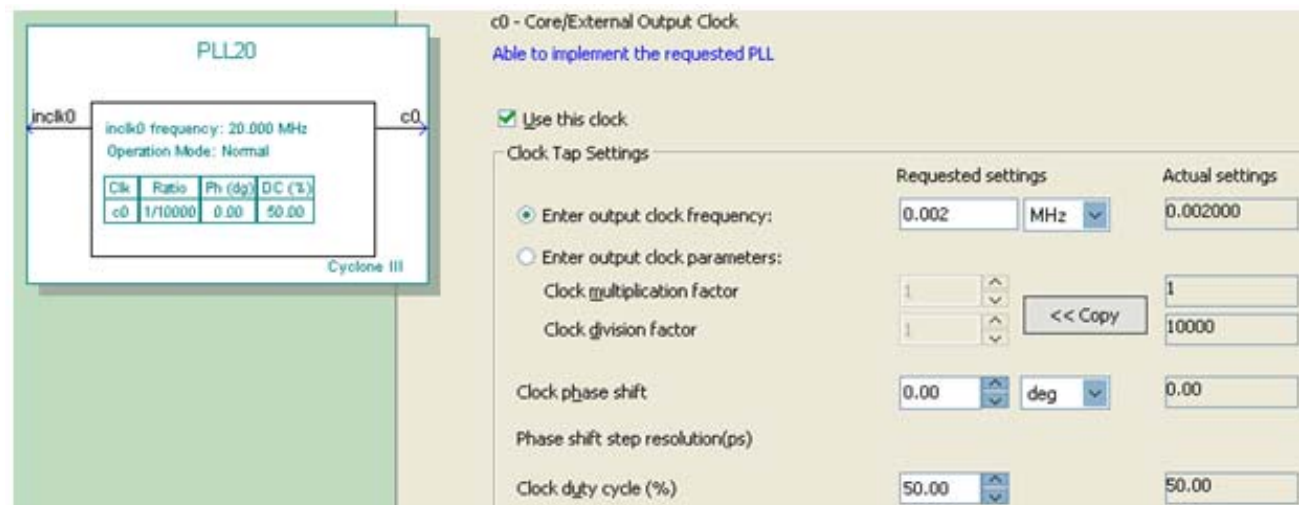 PLL20
inclk0
c0
inclk0 frequency: 20.000 MHz
Operation Mode: Normal
Clk Ratio Ph (dg) DC (%)
c0 1/10000 0.00 50.00
Cyclone III
c0 - Core/External Output Clock
Able to implement the requested PLL
Use this clock
Clock Tap Settings
Requested settings Actual settings
Enter output clock frequency: 0.002 MHz 0.002000
Enter output clock parameters:
Clock multiplication factor 1 1
<< Copy
Clock division factor 1 10000
Clock phase shift 0.00 deg 0.00
Phase shift step resolution(ps)
Clock duty cycle (%) 50.00 50.00